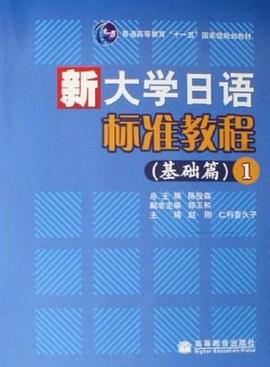 普通高等教育“十一五”国家级规划教材
新大学日语
标准教程
(基础篇) 1
总主编 陈俊森
副总主编 郑玉和
主编 赵刚 仁科喜久子
高等教育出版社
Higher Education Press